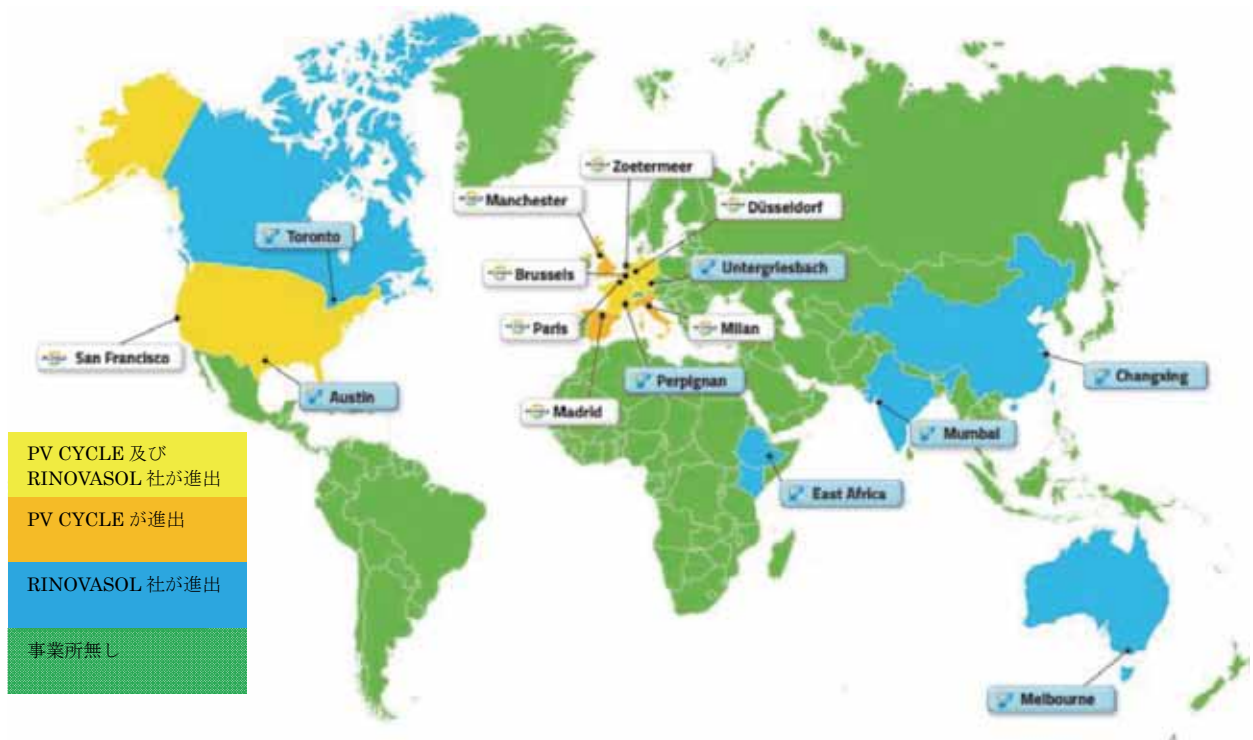 Zoetermeer
Manchester
Düsseldorf
Toronto
Brussels
Untergriesbach
Paris
Milan
San Francisco
Perpignan
Changxing
Austin
Madrid
Mumbai
East Africa
Melbourne
PV CYCLE 及び
RINOVASOL 社が進出
PV CYCLE が進出
RINOVASOL 社が進出
事業所無し